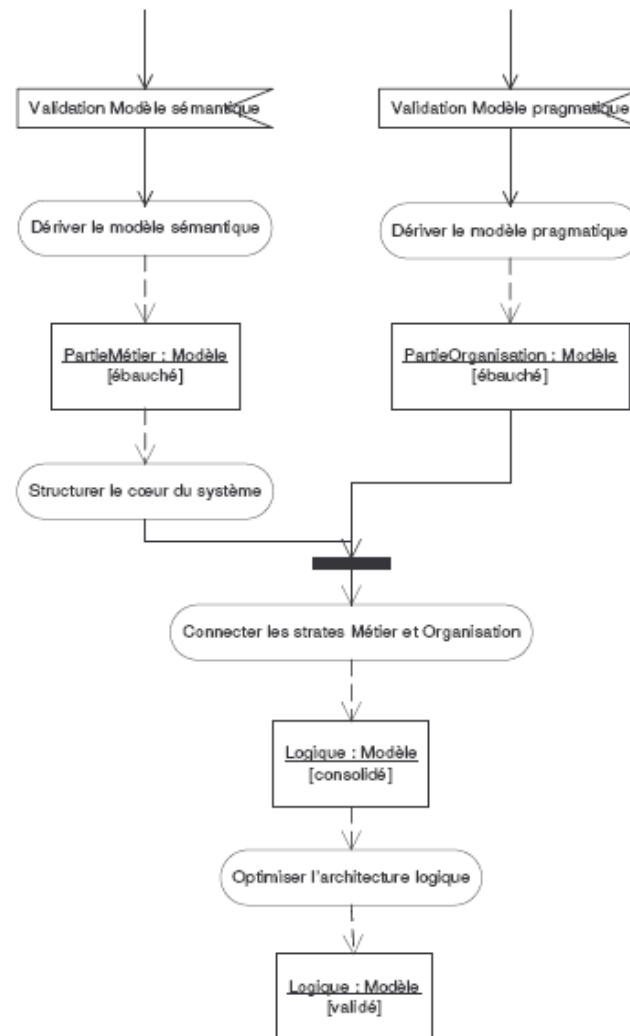 Validation Modèle sémantique
Validation Modèle pragmatique
Dériver le modèle sémantique
Dériver le modèle pragmatique
PartieMétier : Modèle
[ébauché]
PartieOrganisation : Modèle
[ébauché]
Structurer le cœur du système
Connecter les strates Métier et Organisation
Logique : Modèle
[consolidé]
Optimiser l'architecture logique
Logique : Modèle
[validé]